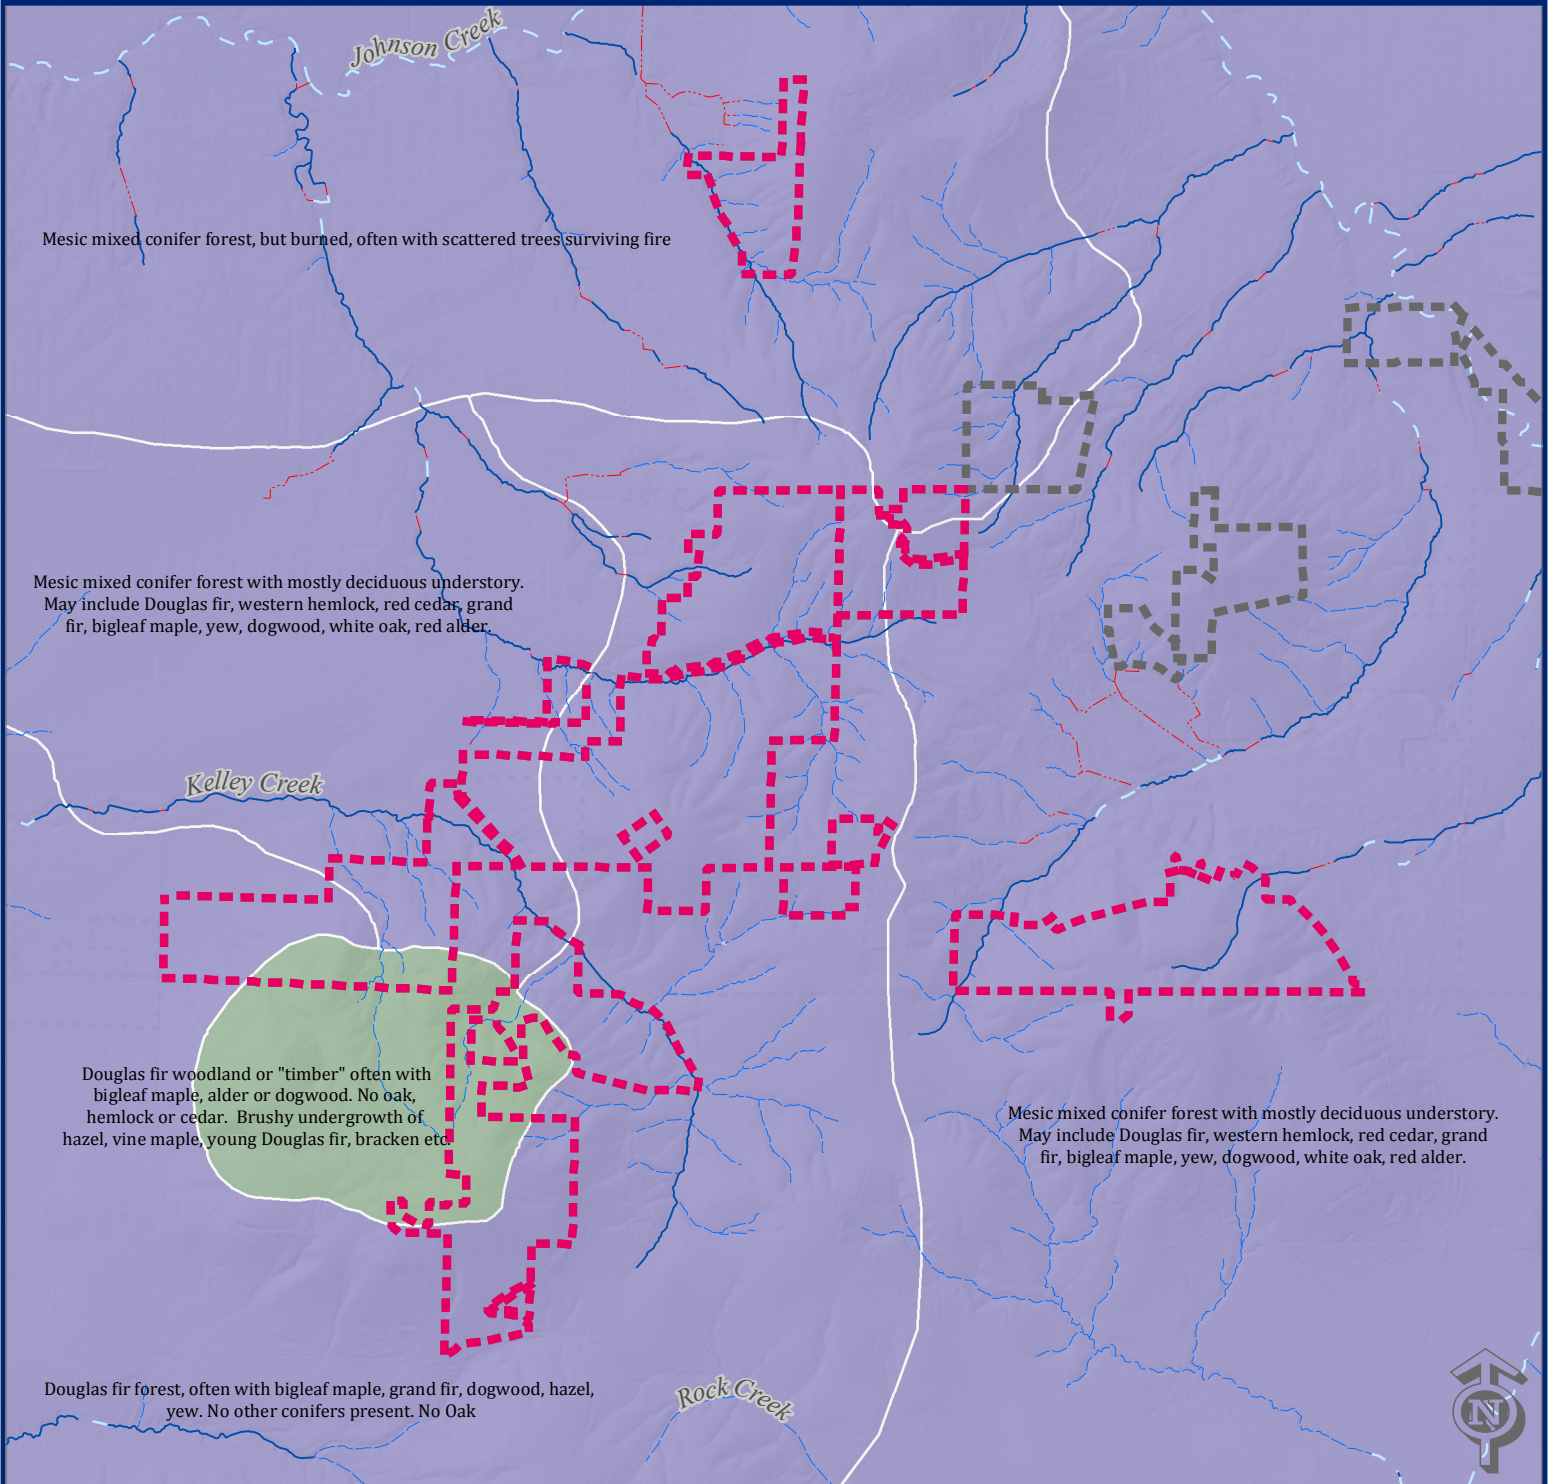 Johnson Creek
Mesic mixed conifer forest, but burned, often with scattered trees surviving fire
Mesic mixed conifer forest with mostly deciduous understory.
May include Douglas fir, western hemlock, red cedar, grand
fir, bigleaf maple, yew, dogwood, white oak, red alder.
Kelley Creek
Douglas fir woodland or "timber" often with
bigleaf maple, alder or dogwood. No oak,
hemlock or cedar.  Brushy undergrowth of
hazel, vine maple, young Douglas fir, bracken etc.
Mesic mixed conifer forest with mostly deciduous understory.
May include Douglas fir, western hemlock, red cedar, grand
fir, bigleaf maple, yew, dogwood, white oak, red alder.
Douglas fir forest, often with bigleaf maple, grand fir, dogwood, hazel,
yew. No other conifers present. No Oak
Rock Creek
N